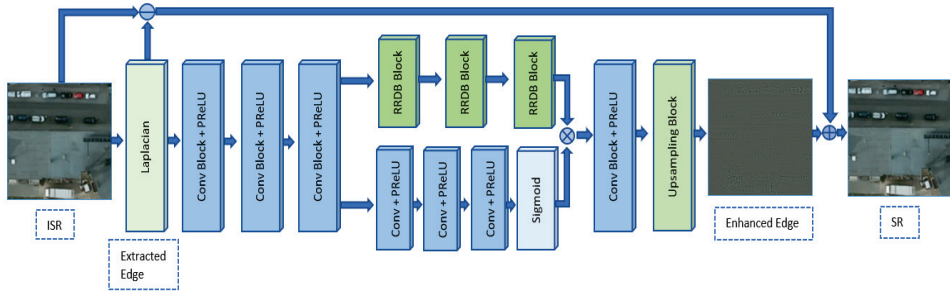 Laplacian
Conv Block + PReLU
Conv Block + PReLU
Conv Block + PReLU
RRDB Block
RRDB Block
RRDB Block
Conv + PReLU
Conv + PReLU
Conv + PReLU
Sigmoid
Conv Block + PReLU
Upsampling Block
ISR
Extracted
Edge
Enhanced Edge
SR